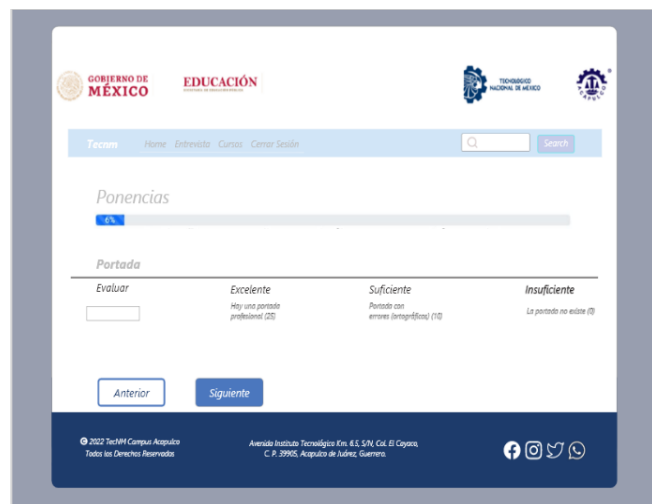 GOBIERNO DE
MÉXICO
EDUCACIÓN
TECNOLÓGICO
NACIONAL DE MÉXICO
ACAPULCO
Tecnm Home Entrevista Cursos Cerrar Sesión Search
Ponencias
6%
Portada
Evaluar Excelente Suficiente Insuficiente
Hay una portada
profesional (25)
Portada con
errores (ortográficos) (10)
La portada no existe (0)
Anterior Siguiente
© 2022 TecNM Campus Acapulco
Todos los Derechos Reservados
Avenida Instituto Tecnológico Km. 6.5, S/N, Col. El Cayaco,
C. P. 39905, Acapulco de Juárez, Guerrero.